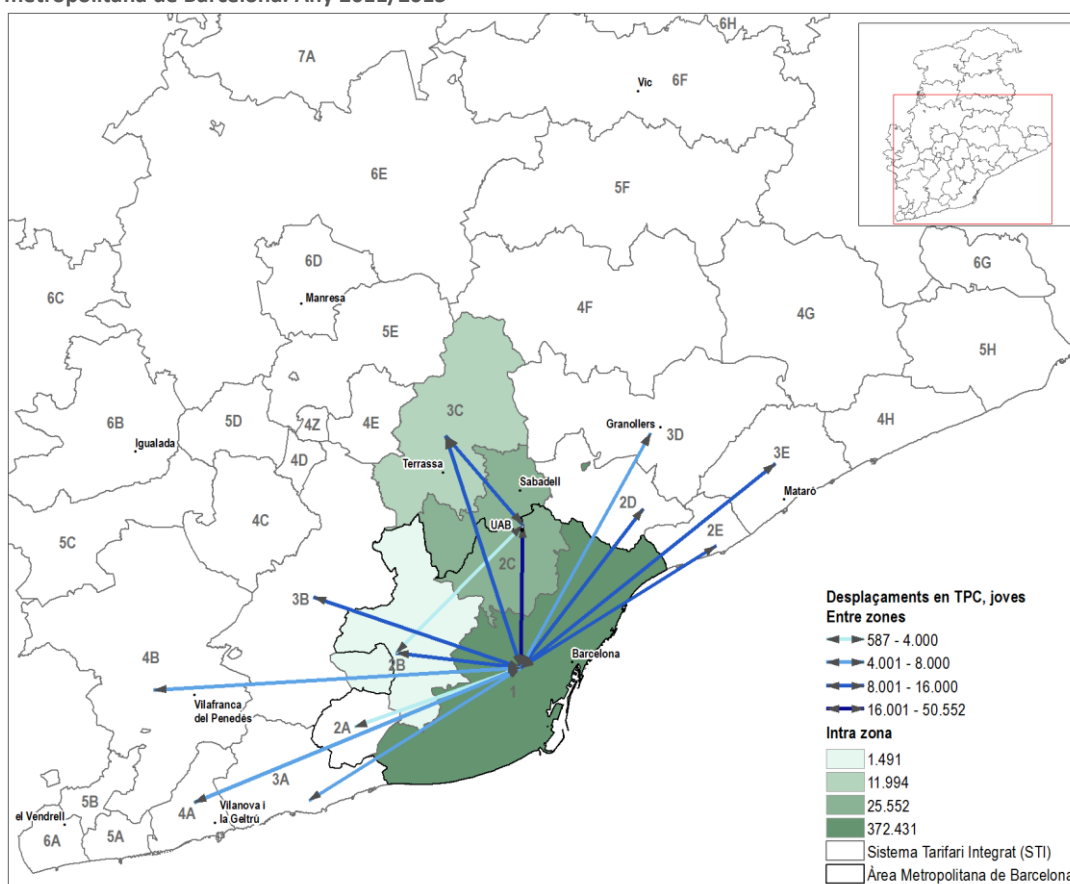 metropolitana de Barcelona. Any 2011/2013
7A
6H
6F
Vic
6E
5F
6D
Manresa
6C
6G
4F
4G
5E
5H
3C
6B
Igualada
5D
4Z
4E
4D
Granollers
3D
4H
3E
Terrassa
Sabadell
Mataró
4C
2D
UAB
2E
5C
2C
3B
4B
2B
Barcelona
1
Vilafranca
del Penedès
2A
3A
5B
el Vendrell
4A
Vilanova i
la Geltrú
6A
5A
Desplaçaments en TPC, joves
Entre zones
587 - 4.000
4.001 - 8.000
8.001 - 16.000
16.001 - 50.552
Intra zona
1.491
11.994
25.552
372.431
Sistema Tarifari Integrat (STI)
Àrea Metropolitana de Barcelona